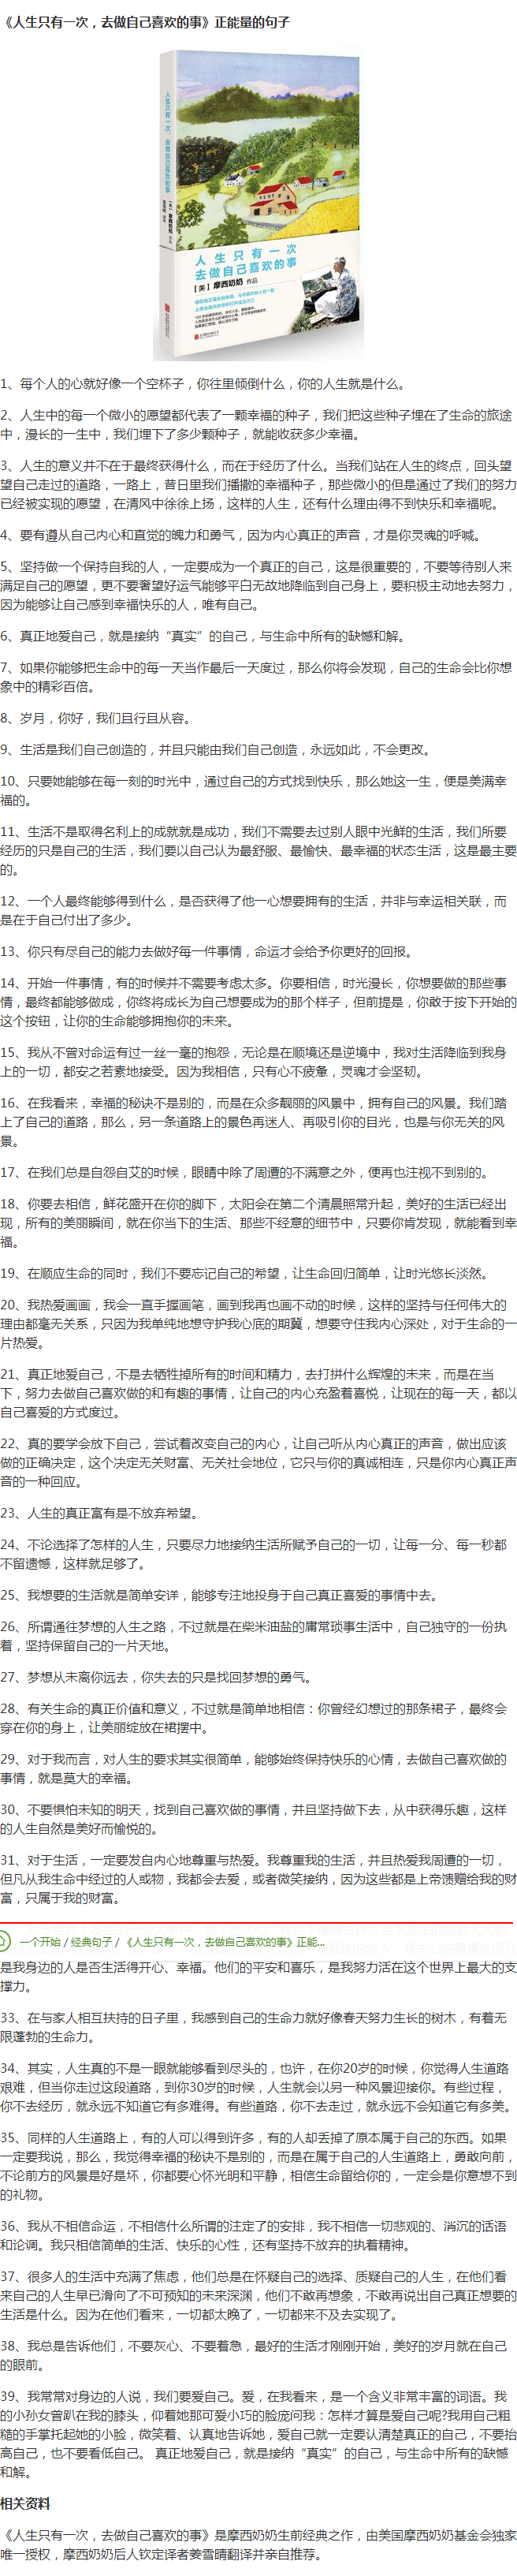 《人生只有一次，去做自己喜欢的事》正能量的句子
人生只有一次，去做自己喜欢的事
人生只有一次
去做自己喜欢的事
【美】摩西奶奶 作品
1、每个人的心就好像一个空杯子，你往里倾倒什么，你的人生就是什么。
2、人生中的每一个微小的愿望都代表了一颗幸福的种子，我们把这些种子埋在了生命的旅途
中，漫长的一生中，我们埋下了多少颗种子，就能收获多少幸福。
3、人生的意义并不在于最终获得什么，而在于经历了什么。当我们站在人生的终点，回头望
望自己走过的道路，一路上，昔日里我们播撒的幸福种子，那些微小的但是通过了我们的努力
已经被实现的愿望，在清风中徐徐上扬，这样的人生，还有什么理由得不到快乐和幸福呢。
4、要有遵从自己内心和直觉的魄力和勇气，因为内心真正的声音，才是你灵魂的呼喊。
5、坚持做一个保持自我的人，一定要成为一个真正的自己，这是很重要的，不要等待别人来
满足自己的愿望，更不要奢望好运气能够平白无故地降临到自己身上，要积极主动地去努力，
因为能够让自己感到幸福快乐的人，唯有自己。
6、真正地爱自己，就是接纳“真实”的自己，与生命中所有的缺憾和解。
7、如果你能够把生命中的每一天当作最后一天度过，那么你将会发现，自己的生命会比你想
象中的精彩百倍。
8、岁月，你好，我们且行且从容。
9、生活是我们自己创造的，并且只能由我们自己创造，永远如此，不会更改。
10、只要她能够在每一刻的时光中，通过自己的方式找到快乐，那么她这一生，便是美满幸
福的。
11、生活不是取得名利上的成就就是成功，我们不需要去过别人眼中光鲜的生活，我们所要
经历的只是自己的生活，我们要以自己认为最舒服、最愉快、最幸福的状态生活，这是最主要
的。
12、一个人最终能够得到什么，是否获得了他一心想要拥有的生活，并非与幸运相关联，而
是在于自己付出了多少。
13、你只有尽自己的能力去做好每一件事情，命运才会给予你更好的回报。
14、开始一件事情，有的时候并不需要考虑太多。你要相信，时光漫长，你想要做的那些事
情，最终都能够做成，你终将成长为自己想要成为的那个样子，但前提是，你敢于按下开始的
这个按钮，让你的生命能够拥抱你的未来。
15、我从不曾对命运有过一丝一毫的抱怨，无论是在顺境还是逆境中，我对生活降临到我身
上的一切，都安之若素地接受。因为我相信，只有心不疲惫，灵魂才会坚韧。
16、在我看来，幸福的秘诀不是别的，而是在众多靓丽的风景中，拥有自己的风景。我们踏
上了自己的道路，那么，另一条道路上的景色再迷人、再吸引你的目光，也是与你无关的风
景。
17、在我们总是自怨自艾的时候，眼睛中除了周遭的不满意之外，便再也注视不到别的。
18、你要去相信，鲜花盛开在你的脚下，太阳会在第二个清晨照常升起，美好的生活已经出
现，所有的美丽瞬间，就在你当下的生活、那些不经意的细节中，只要你肯发现，就能看到幸
福。
19、在顺应生命的同时，我们不要忘记自己的希望，让生命回归简单，让时光悠长淡然。
20、我热爱画画，我会一直手握画笔，画到我再也画不动的时候，这样的坚持与任何伟大的
理由都毫无关系，只因为我单纯地想守护我心底的期冀，想要守住我内心深处，对于生命的一
片热爱。
21、真正地爱自己，不是去牺牲掉所有的时间和精力，去打拼什么辉煌的未来，而是在当
下，努力去做自己喜欢做的和有趣的事情，让自己的内心充盈着喜悦，让现在的每一天，都以
自己喜爱的方式度过。
22、真的要学会放下自己，尝试着改变自己的内心，让自己听从内心真正的声音，做出应该
做的正确决定，这个决定无关财富、无关社会地位，它只与你的真诚相连，只是你内心真正声
音的一种回应。
23、人生的真正富有是不放弃希望。
24、不论选择了怎样的人生，只要尽力地接纳生活所赋予自己的一切，让每一分、每一秒都
不留遗憾，这样就足够了。
25、我想要的生活就是简单安详，能够专注地投身于自己真正喜爱的事情中去。
26、所谓通往梦想的人生之路，不过就是在柴米油盐的庸常琐事生活中，自己独守的一份执
着，坚持保留自己的一片天地。
27、梦想从未离你远去，你失去的只是找回梦想的勇气。
28、有关生命的真正价值和意义，不过就是简单地相信：你曾经幻想过的那条裙子，最终会
穿在你的身上，让美丽绽放在裙摆中。
29、对于我而言，对人生的要求其实很简单，能够始终保持快乐的心情，去做自己喜欢做的
事情，就是莫大的幸福。
30、不要惧怕未知的明天，找到自己喜欢做的事情，并且坚持做下去，从中获得乐趣，这样
的人生自然是美好而愉悦的。
31、对于生活，一定要发自内心地尊重与热爱。我尊重我的生活，并且热爱我周遭的一切，
但凡从我生命中经过的人或物，我都会去爱，或者微笑接纳，因为这些都是上帝馈赠给我的财
富，只属于我的财富。
一个开始 / 经典句子 / 《人生只有一次，去做自己喜欢的事》正能...
是我身边的人是否生活得开心、幸福。他们的平安和喜乐，是我努力活在这个世界上最大的支
撑力。
33、在与家人相互扶持的日子里，我感到自己的生命力就好像春天努力生长的树木，有着无
限蓬勃的生命力。
34、其实，人生真的不是一眼就能够看到尽头的，也许，在你20岁的时候，你觉得人生道路
艰难，但当你走过这段道路，到你30岁的时候，人生就会以另一种风景迎接你。有些过程，
你不去经历，就永远不知道它有多难得。有些道路，你不去走过，就永远不会知道它有多美。
35、同样的人生道路上，有的人可以得到许多，有的人却丢掉了原本属于自己的东西。如果
一定要我说，那么，我觉得幸福的秘诀不是别的，而是在属于自己的人生道路上，勇敢向前，
不论前方的风景是好是坏，你都要心怀光明和平静，相信生命留给你的，一定会是你意想不到
的礼物。
36、我从不相信命运，不相信什么所谓的注定了的安排，我不相信一切悲观的、消沉的话语
和论调。我只相信简单的生活、快乐的心性，还有坚持不放弃的执着精神。
37、很多人的生活中充满了焦虑，他们总是在怀疑自己的选择、质疑自己的人生，在他们看
来自己的人生早已滑向了不可预知的未来深渊，他们不敢再想象，不敢再说出自己真正想要的
生活是什么。因为在他们看来，一切都太晚了，一切都来不及去实现了。
38、我总是告诉他们，不要灰心、不要着急，最好的生活才刚刚开始，美好的岁月就在自己
的眼前。
39、我常常对身边的人说，我们要爱自己。爱，在我看来，是一个含义非常丰富的词语。我
的小孙女曾趴在我的膝头，仰着她那可爱小巧的脸庞问我：怎样才算是爱自己呢?我用自己粗
糙的手掌托起她的小脸，微笑着、认真地告诉她，爱自己就一定要认清楚真正的自己，不要抬
高自己，也不要看低自己。 真正地爱自己，就是接纳“真实”的自己，与生命中所有的缺憾
和解。
相关资料
《人生只有一次，去做自己喜欢的事》是摩西奶奶生前经典之作，由美国摩西奶奶基金会独家
唯一授权，摩西奶奶后人钦定译者姜雪晴翻译并亲自推荐。